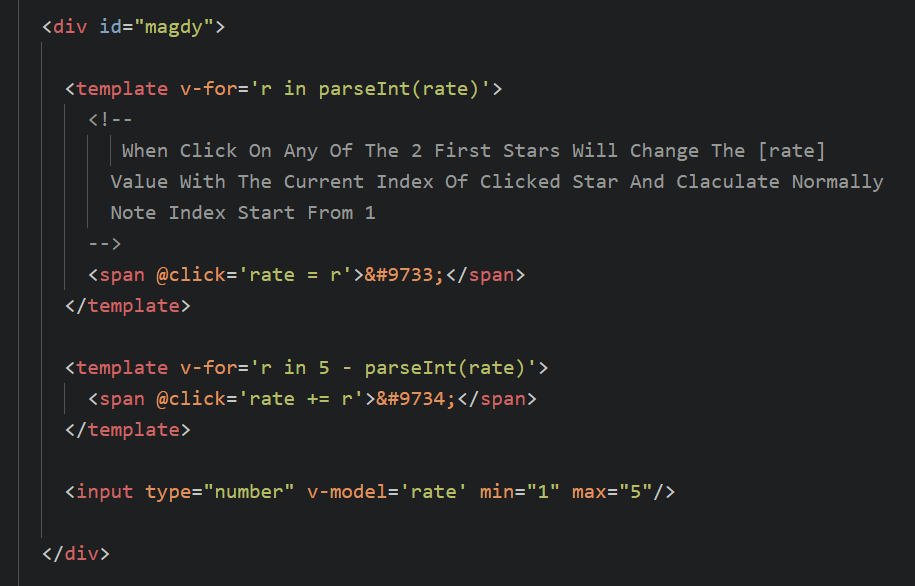 <div id="magdy">
<template v-for='r in parseInt(rate)'>
<!--
When Click On Any Of The 2 First Stars Will Change The [rate]
Value With The Current Index Of Clicked Star And Claculate Normally
Note Index Start From 1
-->
<span @click='rate = r'>&#9733;</span>
</template>
<template v-for='r in 5 - parseInt(rate)'>
<span @click='rate += r'>&#9734;</span>
</template>
<input type="number" v-model='rate' min="1" max="5"/>
</div>